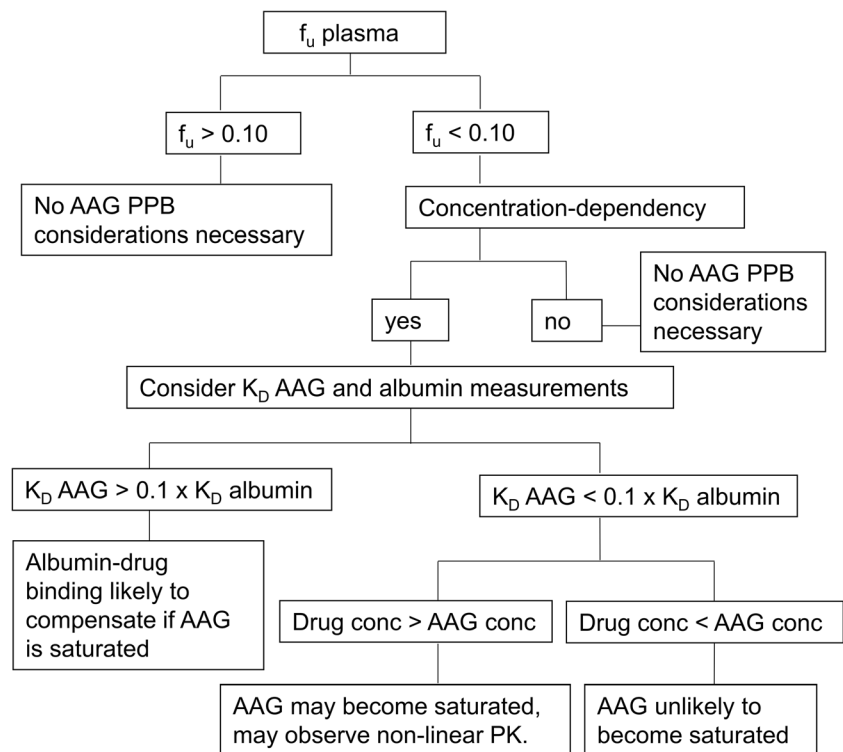 fᵤ plasma
fᵤ > 0.10
fᵤ < 0.10
No AAG PPB
considerations necessary
Concentration-dependency
yes
no
No AAG PPB
considerations
necessary
Consider K_D AAG and albumin measurements
K_D AAG > 0.1 x K_D albumin
K_D AAG < 0.1 x K_D albumin
Albumin-drug
binding likely to
compensate if AAG
is saturated
Drug conc > AAG conc
Drug conc < AAG conc
AAG may become saturated,
may observe non-linear PK.
AAG unlikely to
become saturated